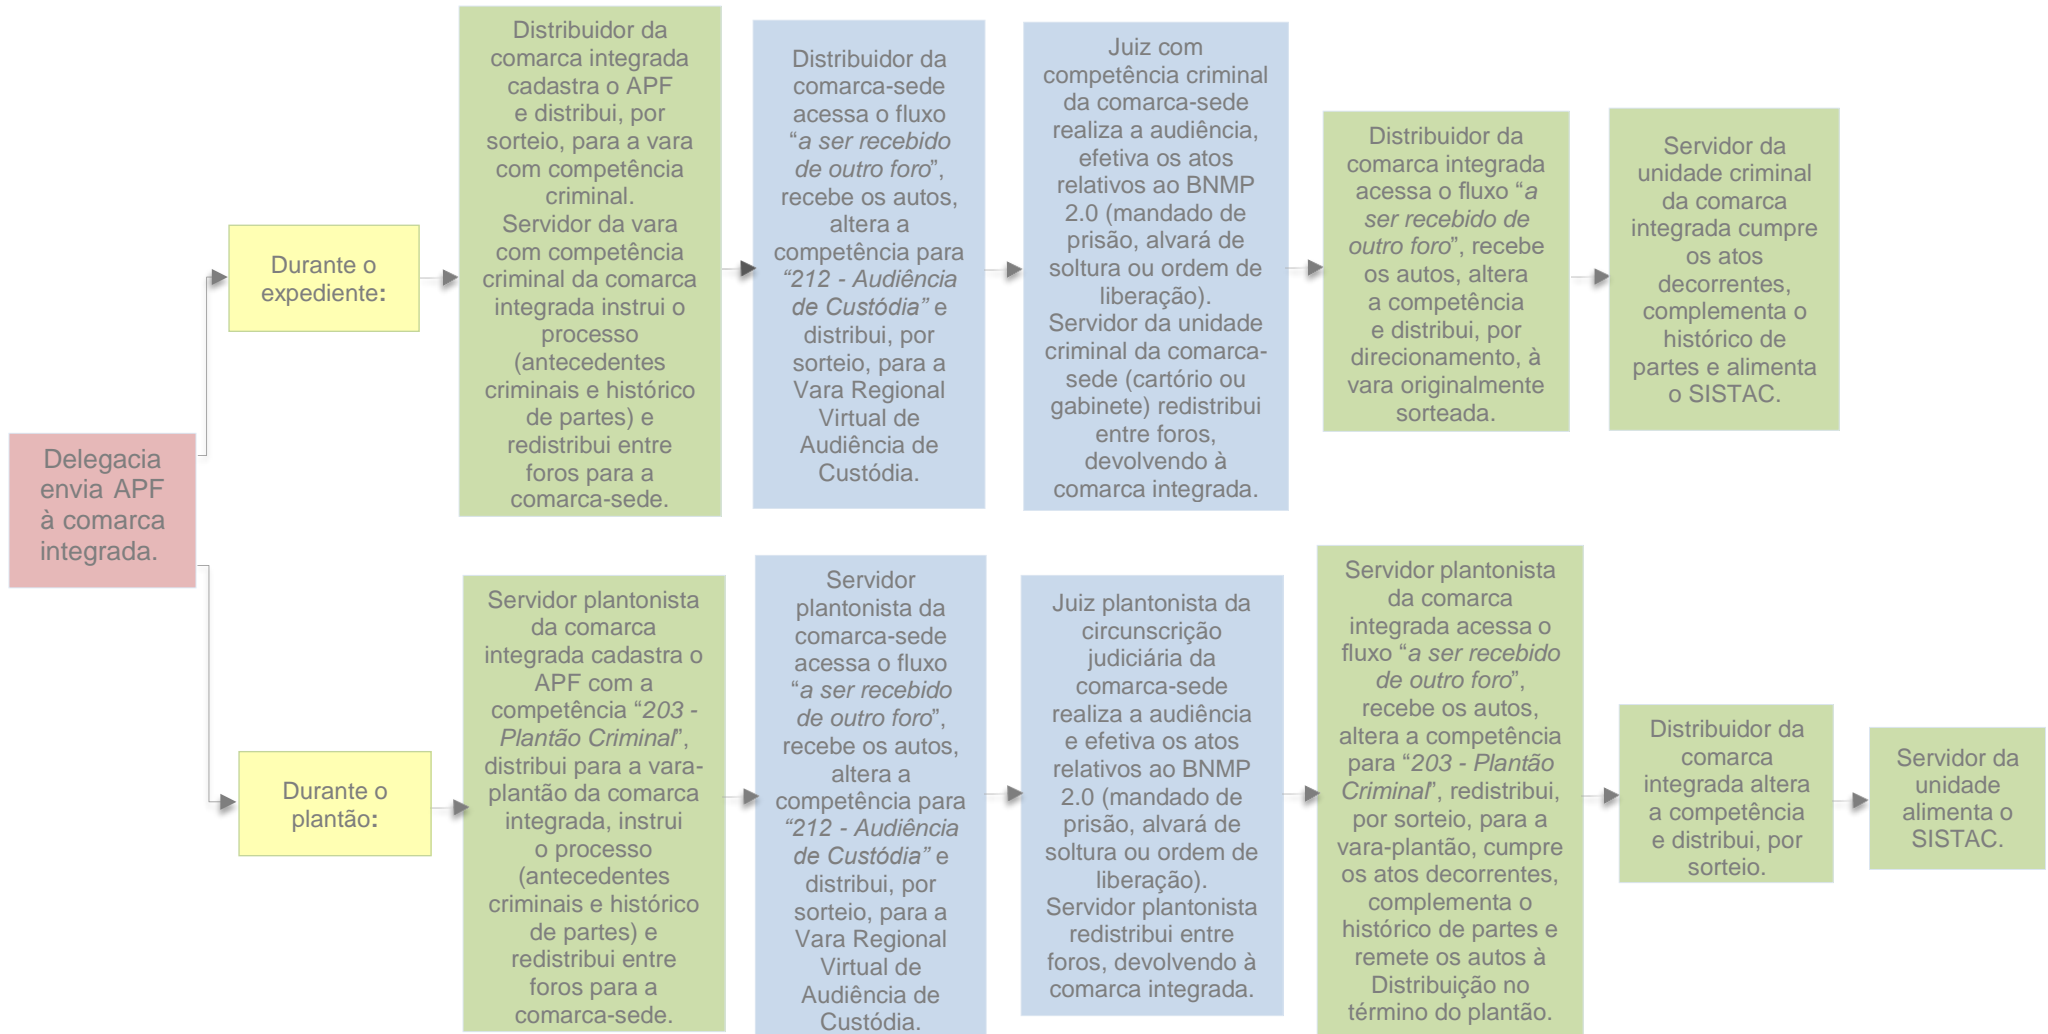 Delegacia
envia APF
à comarca
integrada.
Durante o
expediente:
Distribuidor da
comarca integrada
cadastra o APF
e distribui, por
sorteio, para a vara
com competência
criminal.
Servidor da vara
com competência
criminal da comarca
integrada instrui o
processo
(antecedentes
criminais e histórico
de partes) e
redistribui entre
foros para a
comarca-sede.
Distribuidor da
comarca-sede
acessa o fluxo
“a ser recebido
de outro foro”,
recebe os autos,
altera a
competência para
“212 - Audiência
de Custódia” e
distribui, por
sorteio, para a
Vara Regional
Virtual de
Audiência de
Custódia.
Juiz com
competência criminal
da comarca-sede
realiza a audiência,
efetiva os atos
relativos ao BNMP
2.0 (mandado de
prisão, alvará de
soltura ou ordem de
liberação).
Servidor da unidade
criminal da comarca-
sede (cartório ou
gabinete) redistribui
entre foros,
devolvendo à
comarca integrada.
Distribuidor da
comarca integrada
acessa o fluxo “a
ser recebido de
outro foro”, recebe
os autos, altera
a competência
e distribui, por
direcionamento, à
vara originalmente
sorteada.
Servidor da
unidade criminal
da comarca
integrada cumpre
os atos
decorrentes,
complementa o
histórico de
partes e alimenta
o SISTAC.
Durante o
plantão:
Servidor plantonista
da comarca
integrada cadastra o
APF com a
competência “203 -
Plantão Criminal”,
distribui para a vara-
plantão da comarca
integrada, instrui
o processo
(antecedentes
criminais e histórico
de partes) e
redistribui entre
foros para a
comarca-sede.
Servidor
plantonista da
comarca-sede
acessa o fluxo
“a ser recebido
de outro foro”,
recebe os autos,
altera a
competência para
“212 - Audiência
de Custódia” e
distribui, por
sorteio, para a
Vara Regional
Virtual de
Audiência de
Custódia.
Juiz plantonista da
circunscrição
judiciária da
comarca-sede
realiza a audiência
e efetiva os atos
relativos ao BNMP
2.0 (mandado de
prisão, alvará de
soltura ou ordem de
liberação).
Servidor plantonista
redistribui entre
foros, devolvendo à
comarca integrada.
Servidor plantonista
da comarca
integrada acessa o
fluxo “a ser recebido
de outro foro”,
recebe os autos,
altera a competência
para “203 - Plantão
Criminal”, redistribui,
por sorteio, para a
vara-plantão, cumpre
os atos decorrentes,
complementa o
histórico de partes e
remete os autos à
Distribuição no
término do plantão.
Distribuidor da
comarca
integrada altera
a competência
e distribui, por
sorteio.
Servidor da
unidade
alimenta o
SISTAC.